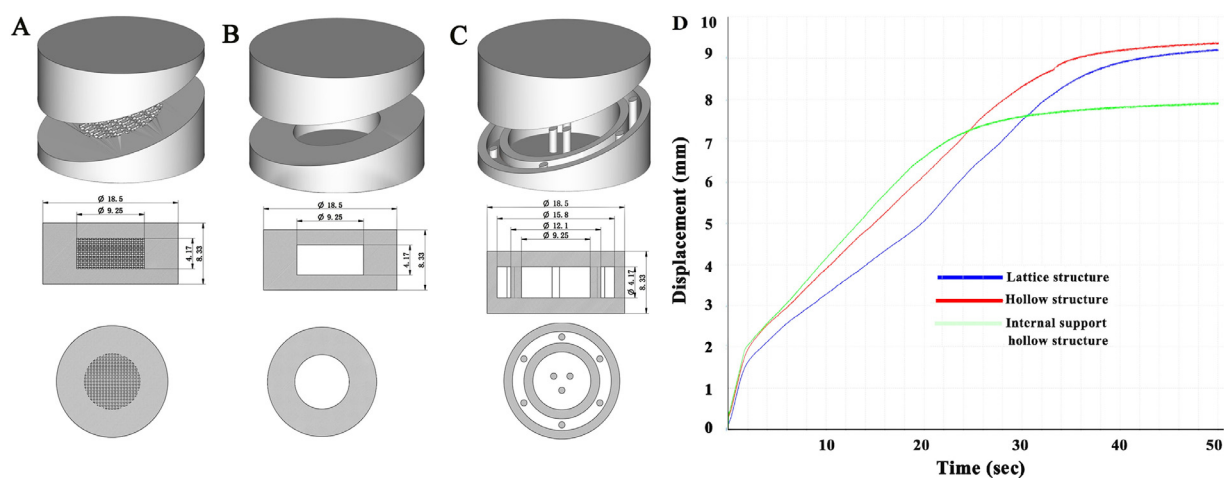 A
B
C
D
Ø 18.5
Ø 9.25
4.17
8.33
Ø 18.5
Ø 9.25
4.17
8.33
Ø 18.5
Ø 15.8
Ø 12.1
Ø 9.25
Ø 4.17
8.33
10
9
8
7
6
5
4
3
2
1
0
Displacement (mm)
Lattice structure
Hollow structure
Internal support
hollow structure
10
20
30
40
50
Time (sec)